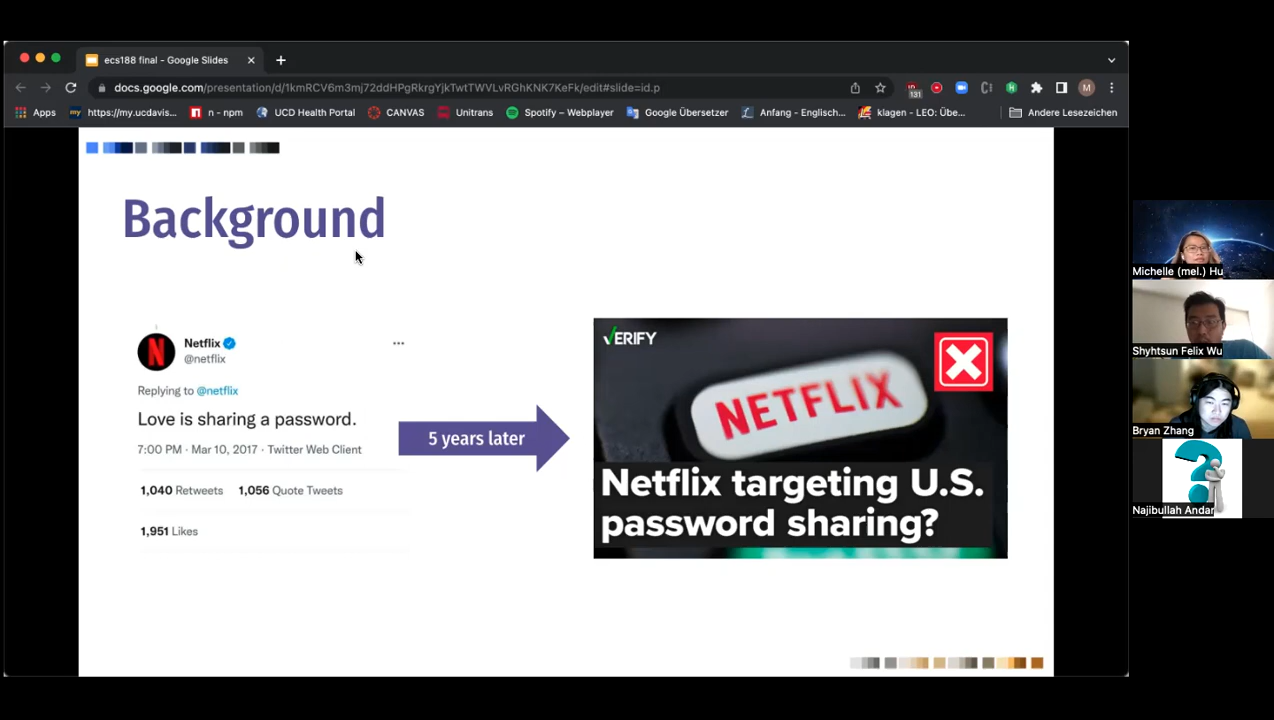 ecs188 final - Google Slides
docs.google.com/presentation/d/1kmRCV6m3mj72ddHPgRkrgYjkTwtTWVLvRGhKNK7KeFk/edit#slide=id.p
131
M
Apps
https://my.ucdavis...
n - npm
UCD Health Portal
CANVAS
Unitrans
Spotify – Webplayer
Google Übersetzer
Anfang - Englisch...
klagen - LEO: Übe...
Andere Lesezeichen
Background
Netflix
@netflix
Replying to @netflix
Love is sharing a password.
7:00 PM · Mar 10, 2017 · Twitter Web Client
1,040 Retweets 1,056 Quote Tweets
1,951 Likes
5 years later
VERIFY
NETFLIX
Netflix targeting U.S.
password sharing?
Michelle (mel.) Hu
Shyhtsun Felix Wu
Bryan Zhang
Najibullah Andar